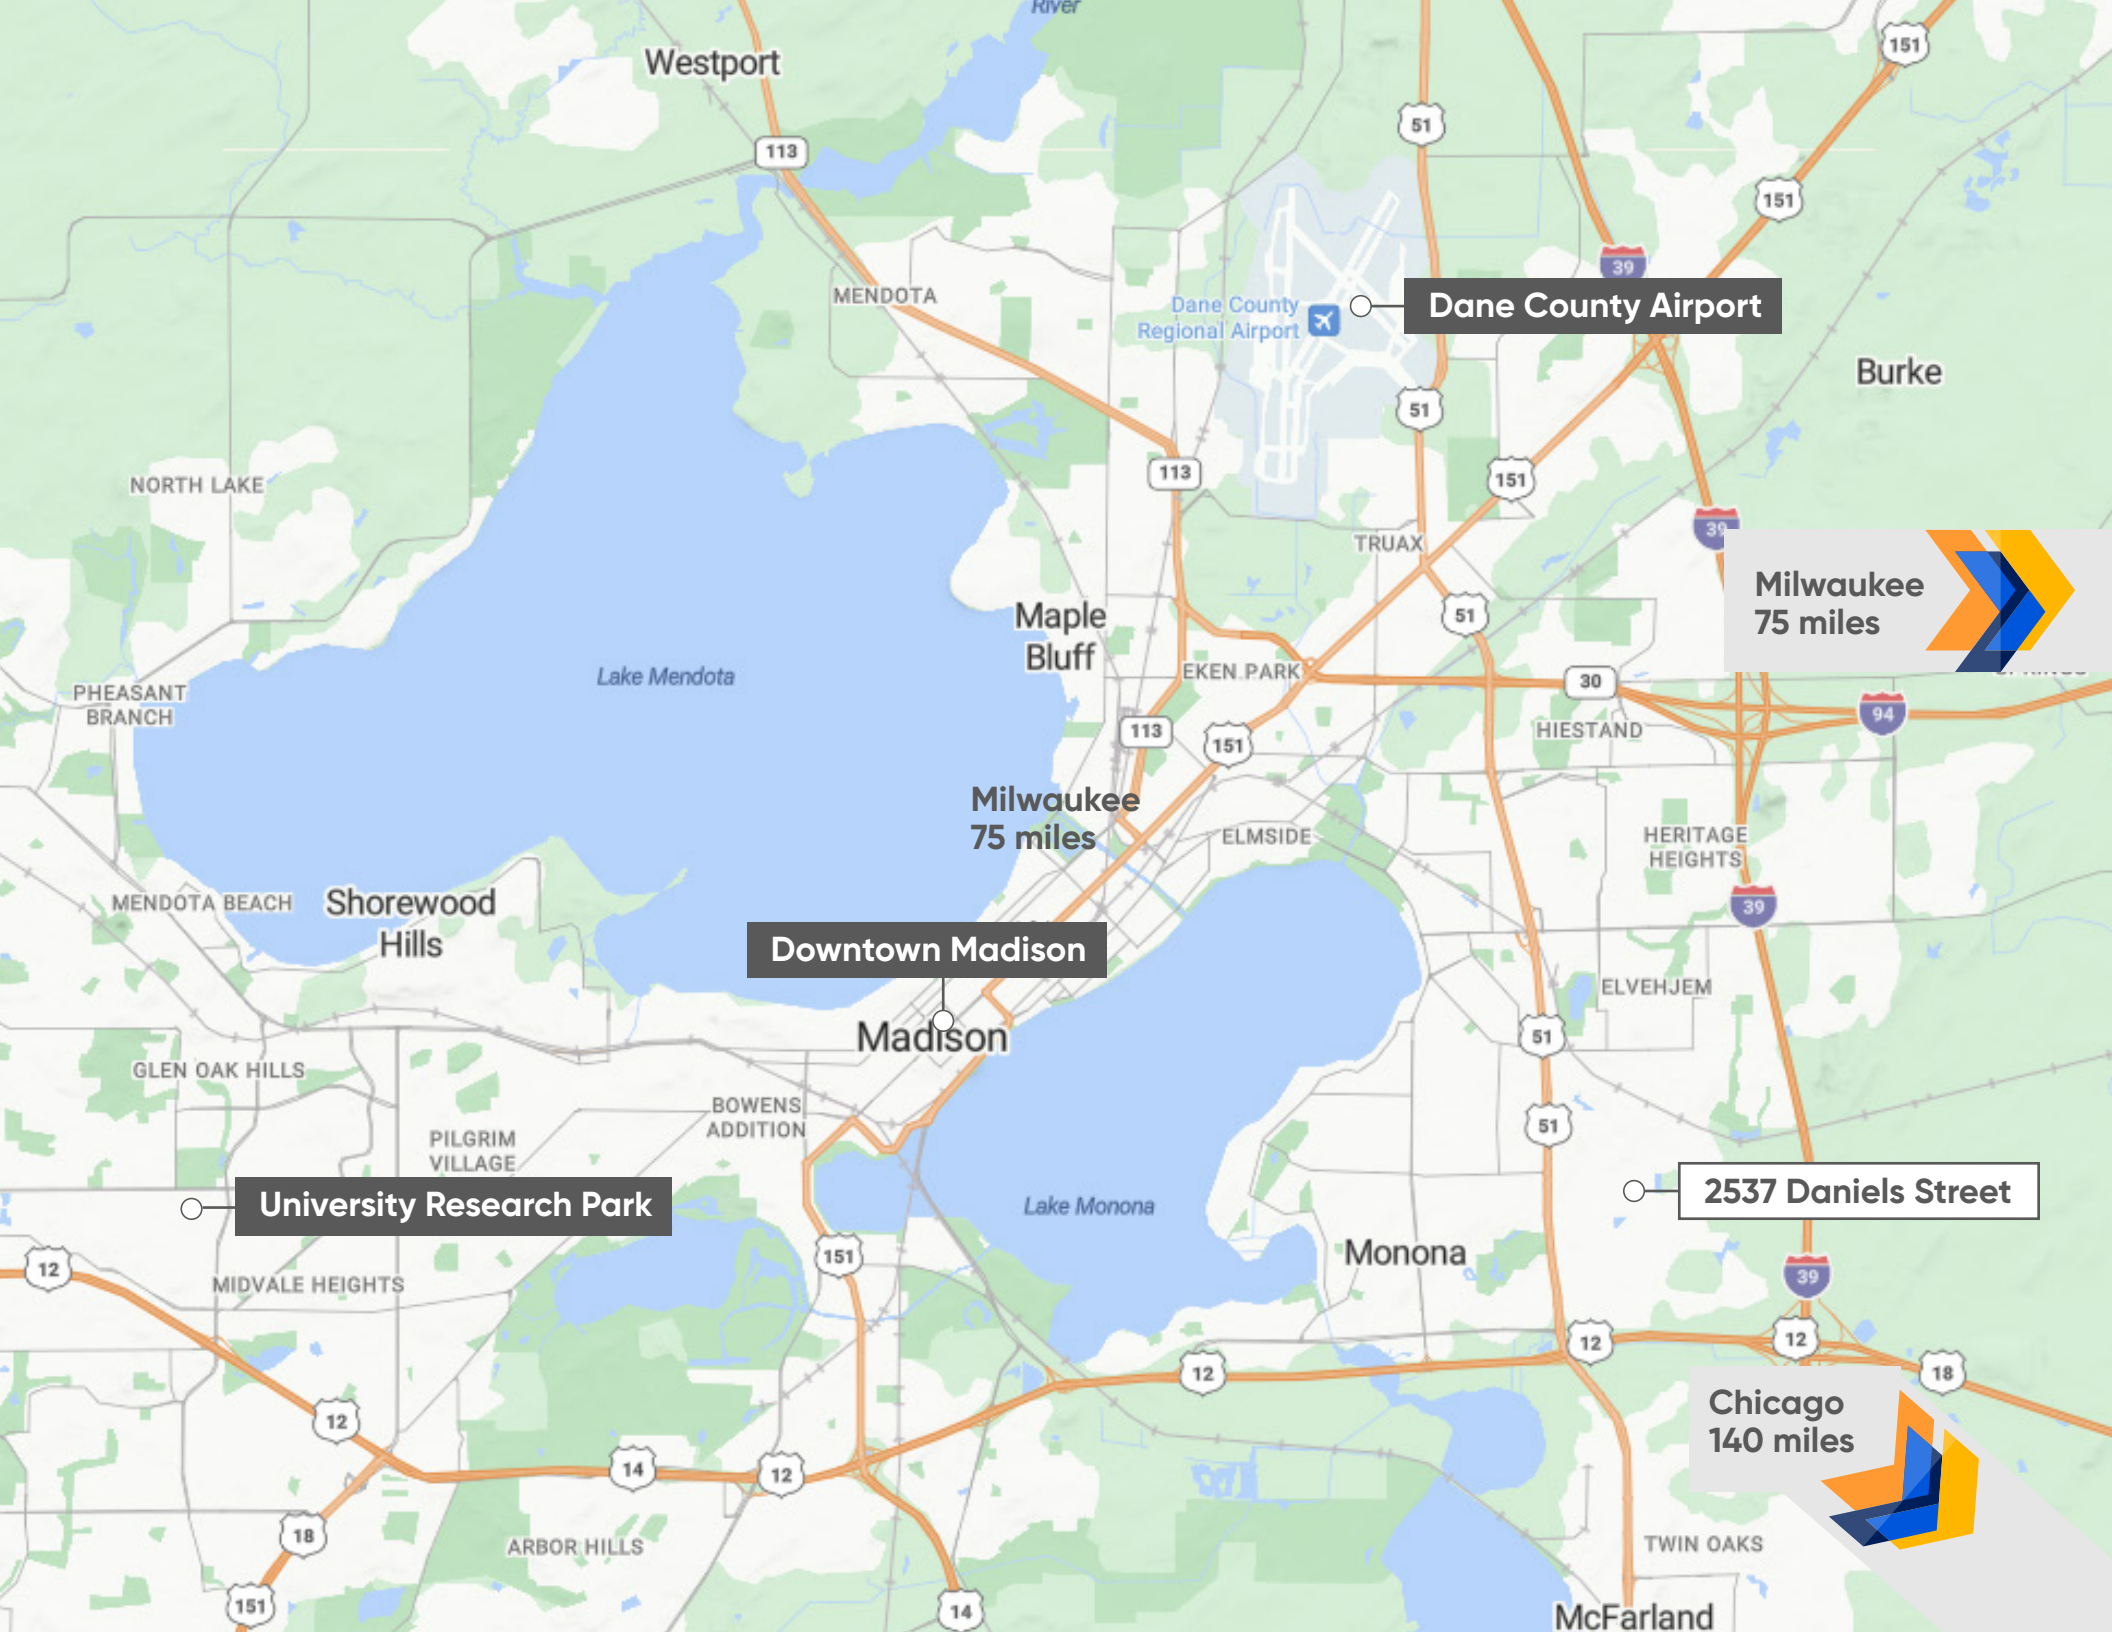 River
Westport
151
51
113
151
39
MENDOTA
Dane County
Regional Airport
Dane County Airport
Burke
51
113
151
NORTH LAKE
39
TRUAX
Milwaukee
75 miles
Maple
Bluff
51
Lake Mendota
EKEN PARK
30
PHEASANT
BRANCH
113
151
HIESTAND
94
Milwaukee
75 miles
ELMSIDE
HERITAGE
HEIGHTS
MENDOTA BEACH
Shorewood
Hills
39
Downtown Madison
ELVEHJEM
Madison
51
GLEN OAK HILLS
BOWENS
ADDITION
PILGRIM
VILLAGE
51
University Research Park
Lake Monona
2537 Daniels Street
12
151
Monona
MIDVALE HEIGHTS
39
12
12
12
18
Chicago
140 miles
12
14
12
18
ARBOR HILLS
TWIN OAKS
151
14
McFarland